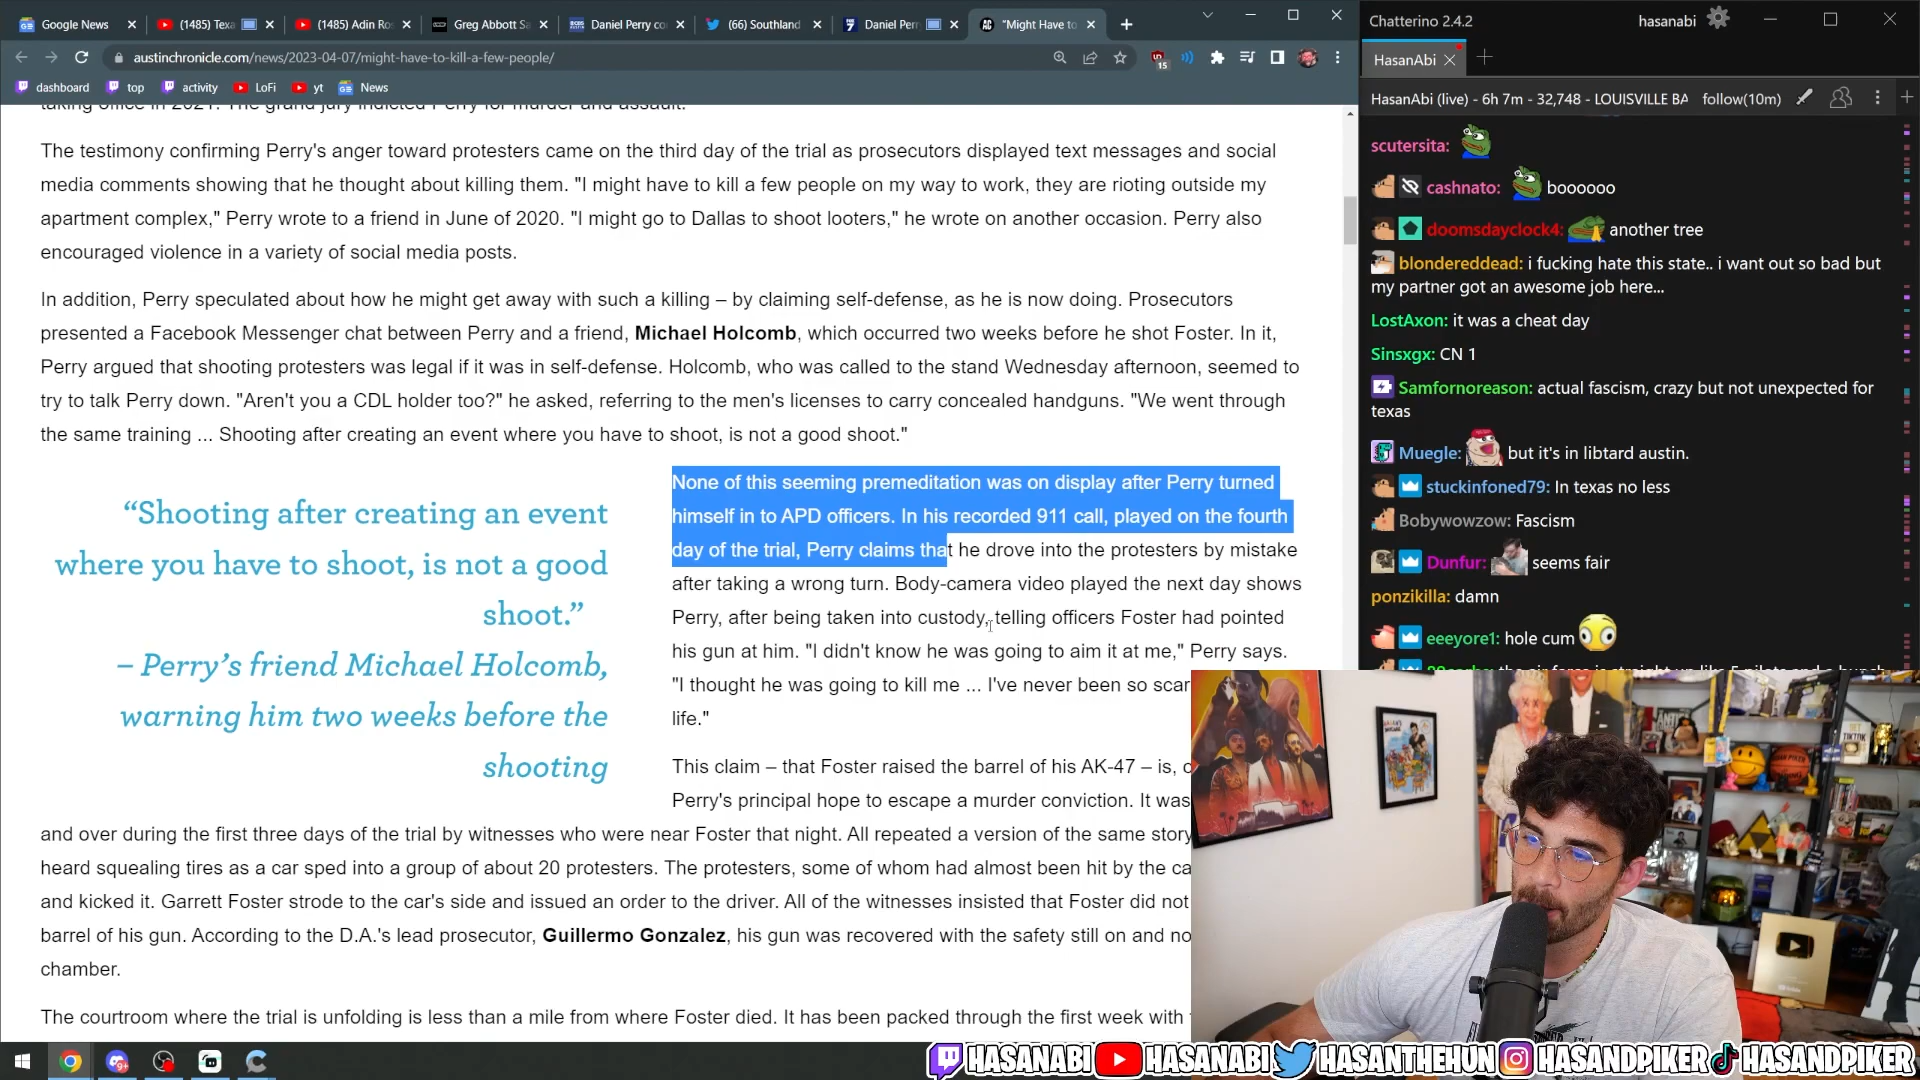 Google News
(1485) Texa
(1485) Adin Ros
Greg Abbott Sa
Daniel Perry co
(66) Southland
Daniel Perr
"Might Have to
austinchronicle.com/news/2023-04-07/might-have-to-kill-a-few-people/
15
dashboard
top
activity
LoFi
yt
News
taking office in 2021. The grand jury indicted Perry for murder and assault.
The testimony confirming Perry's anger toward protesters came on the third day of the trial as prosecutors displayed text messages and social
media comments showing that he thought about killing them. "I might have to kill a few people on my way to work, they are rioting outside my
apartment complex," Perry wrote to a friend in June of 2020. "I might go to Dallas to shoot looters," he wrote on another occasion. Perry also
encouraged violence in a variety of social media posts.
In addition, Perry speculated about how he might get away with such a killing – by claiming self-defense, as he is now doing. Prosecutors
presented a Facebook Messenger chat between Perry and a friend, Michael Holcomb, which occurred two weeks before he shot Foster. In it,
Perry argued that shooting protesters was legal if it was in self-defense. Holcomb, who was called to the stand Wednesday afternoon, seemed to
try to talk Perry down. "Aren't you a CDL holder too?" he asked, referring to the men's licenses to carry concealed handguns. "We went through
the same training ... Shooting after creating an event where you have to shoot, is not a good shoot."
“Shooting after creating an event
where you have to shoot, is not a good
shoot.”
– Perry’s friend Michael Holcomb,
warning him two weeks before the
shooting
None of this seeming premeditation was on display after Perry turned
himself in to APD officers. In his recorded 911 call, played on the fourth
day of the trial, Perry claims that he drove into the protesters by mistake
after taking a wrong turn. Body-camera video played the next day shows
Perry, after being taken into custody, telling officers Foster had pointed
his gun at him. "I didn't know he was going to aim it at me," Perry says.
"I thought he was going to kill me ... I've never been so scar
life."
This claim – that Foster raised the barrel of his AK-47 – is, o
Perry's principal hope to escape a murder conviction. It was
and over during the first three days of the trial by witnesses who were near Foster that night. All repeated a version of the same story
heard squealing tires as a car sped into a group of about 20 protesters. The protesters, some of whom had almost been hit by the ca
and kicked it. Garrett Foster strode to the car's side and issued an order to the driver. All of the witnesses insisted that Foster did not
barrel of his gun. According to the D.A.'s lead prosecutor, Guillermo Gonzalez, his gun was recovered with the safety still on and no
chamber.
The courtroom where the trial is unfolding is less than a mile from where Foster died. It has been packed through the first week with
Chatterino 2.4.2
hasanabi
HasanAbi
HasanAbi (live) - 6h 7m - 32,748 - LOUISVILLE BA
follow(10m)
scutersita:
cashnato: boooooo
doomsdayclock4: another tree
blondereddead: i fucking hate this state.. i want out so bad but
my partner got an awesome job here...
LostAxon: it was a cheat day
Sinsxgx: CN 1
Samfornoreason: actual fascism, crazy but not unexpected for
texas
Muegle: but it's in libtard austin.
stuckinfoned79: In texas no less
Bobywowzow: Fascism
Dunfur: seems fair
ponzikilla: damn
eeeyore1: hole cum
HASANABI
HASANABI
HASANTHEHUN
HASANDPIKER
HASANDPIKER